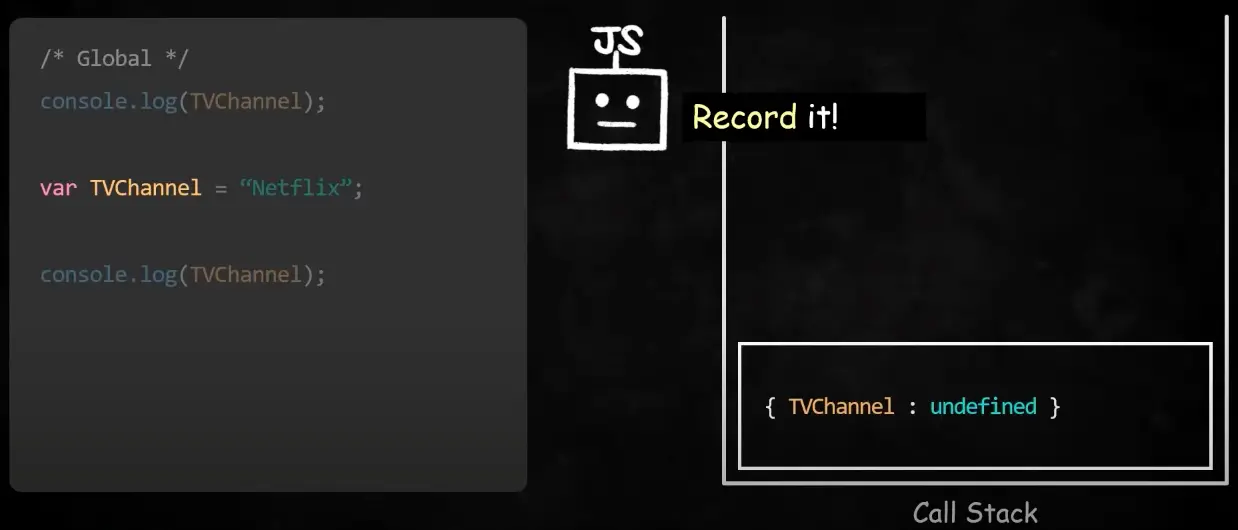 /* Global */
console.log(TVChannel);
var TVChannel = “Netflix”;
console.log(TVChannel);
JS
Record it!
{ TVChannel : undefined }
Call Stack